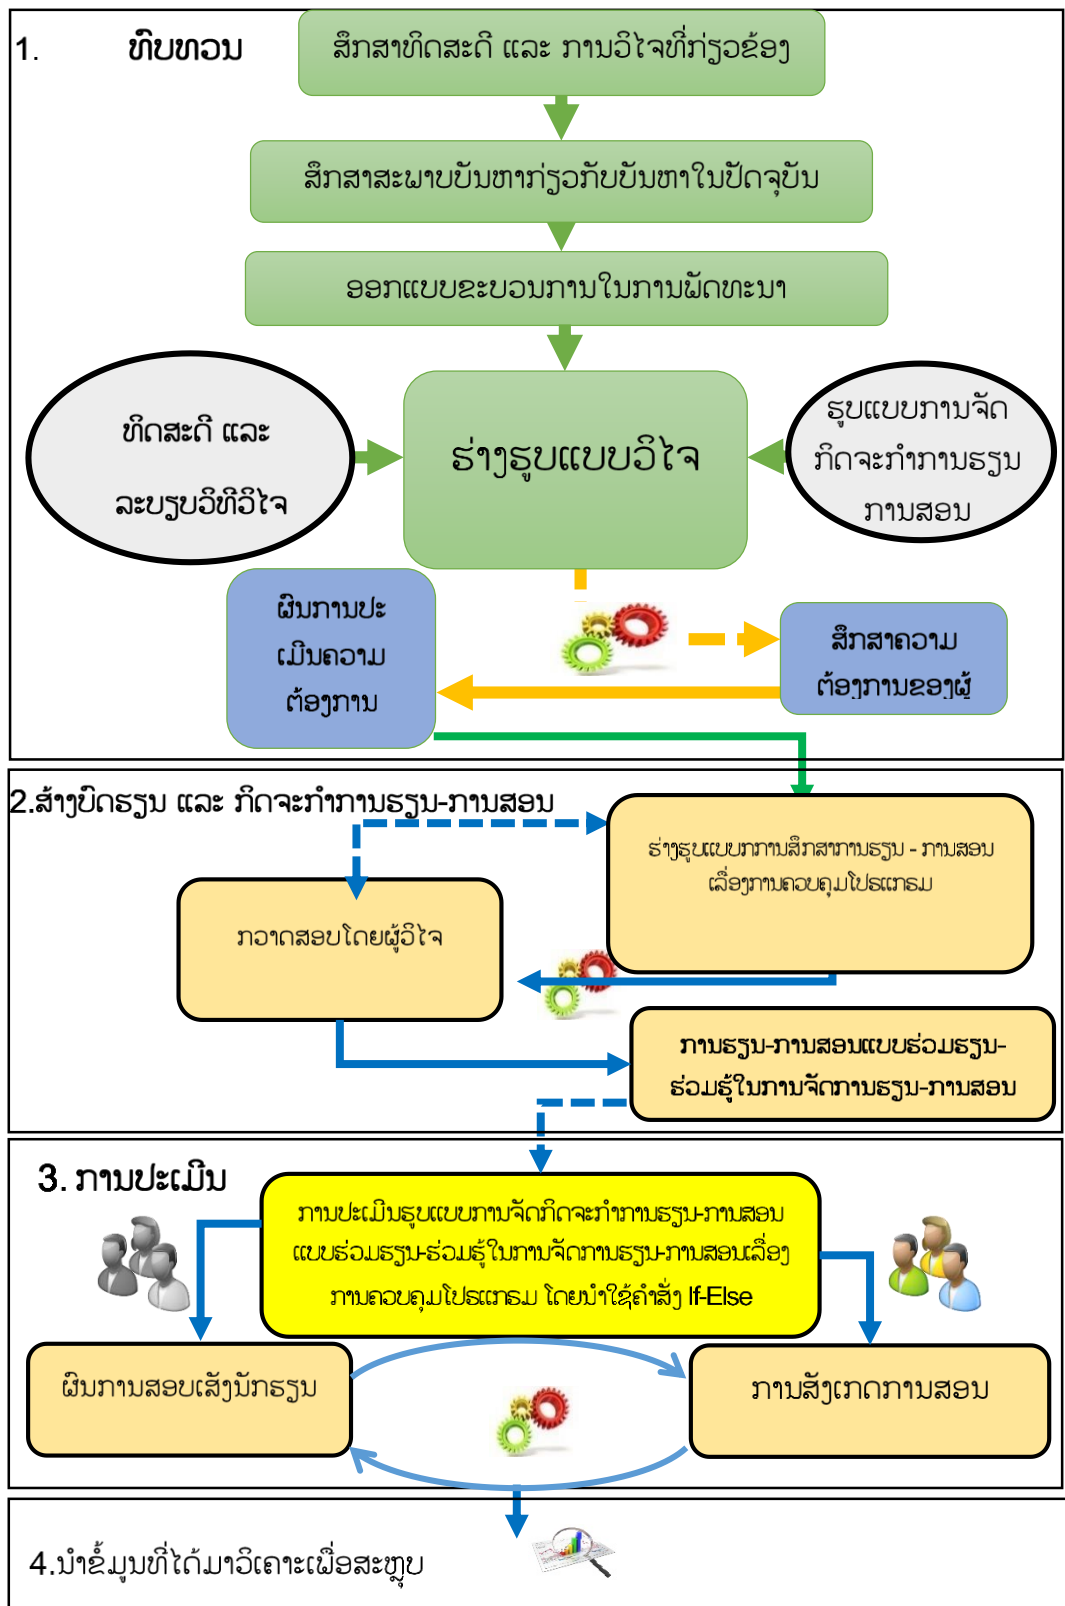 1. ທົບທວນ
ສຶກສາທິດສະດີ ແລະ ການວິໄຈທີ່ກ່ຽວຂ້ອງ
ສຶກສາສະພາບບັນຫາກ່ຽວກັບບັນຫາໃນປັດຈຸບັນ
ອອກແບບຂະບວນການໃນການພັດທະນາ
ທິດສະດີ ແລະ
ລະບຽບວິທີວິໄຈ
ຮ່າງຮູບແບບວິໄຈ
ຮູບແບບການຈັດ
ກິດຈະກໍາການຮຽນ
ການສອນ
ຜົນການປະ
ເມີນຄວາມ
ຕ້ອງການ
ສຶກສາຄວາມ
ຕ້ອງການຂອງຜູ້
2.ສ້າງບົດຮຽນ ແລະ ກິດຈະກໍາການຮຽນ-ການສອນ
ຮ່າງຮູບແບບກການສຶກສາການຮຽນ - ການສອນ
ເລື່ອງການຄວບຄຸມໂປຣແກຣມ
ກວາດສອບໂດຍຜູ້ວິໄຈ
ການຮຽນ-ການສອນແບບຮ່ວມຮຽນ-
ຮ່ວມຮູ້ໃນການຈັດການຮຽນ-ການສອນ
3. ການປະເມີນ
ການປະເມີນຮູບແບບການຈັດກິດຈະກໍາການຮຽນ-ການສອນ
ແບບຮ່ວມຮຽນ-ຮ່ວມຮູ້ໃນການຈັດການຮຽນ-ການສອນເລື່ອງ
ການຄວບຄຸມໂປຣແກຣມ ໂດຍນໍາໃຊ້ຄໍາສັ່ງ If-Else
ຜົນການສອບເສັງນັກຮຽນ
ການສັງເກດການສອນ
4.ນໍາຂໍ້ມູນທີ່ໄດ້ມາວິເຄາະເພື່ອສະຫຼຸບ